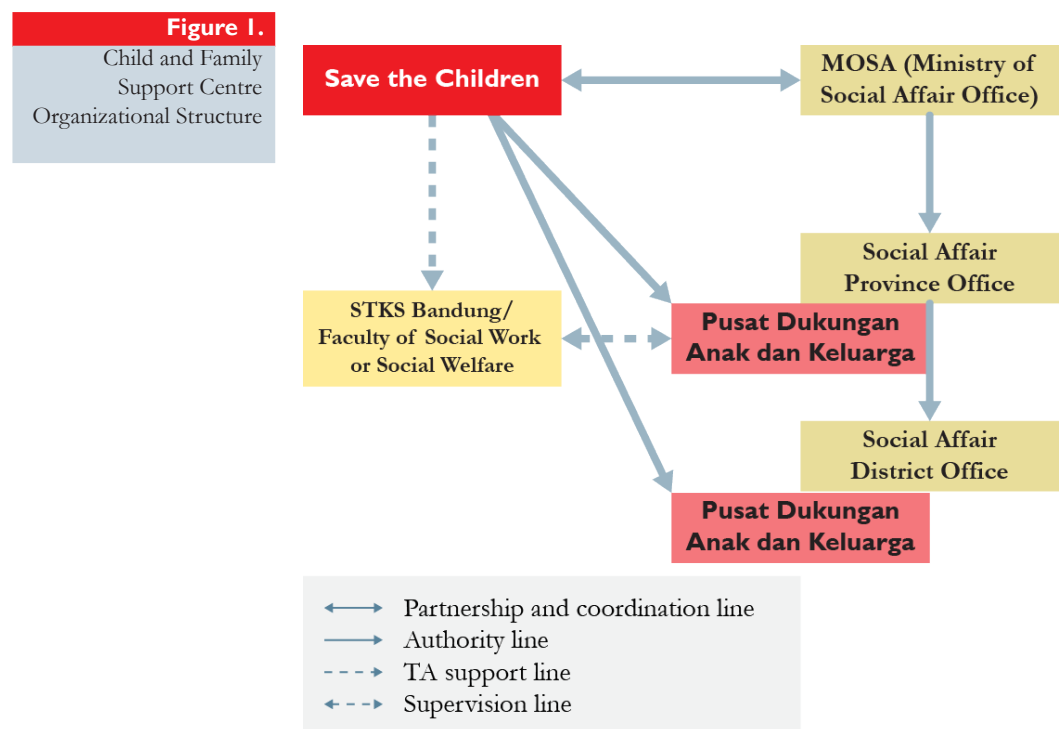 Figure 1.
Child and Family
Support Centre
Organizational Structure
Save the Children
MOSA (Ministry of
Social Affair Office)
Social Affair
Province Office
STKS Bandung/
Faculty of Social Work
or Social Welfare
Pusat Dukungan
Anak dan Keluarga
Social Affair
District Office
Pusat Dukungan
Anak dan Keluarga
Partnership and coordination line
Authority line
TA support line
Supervision line